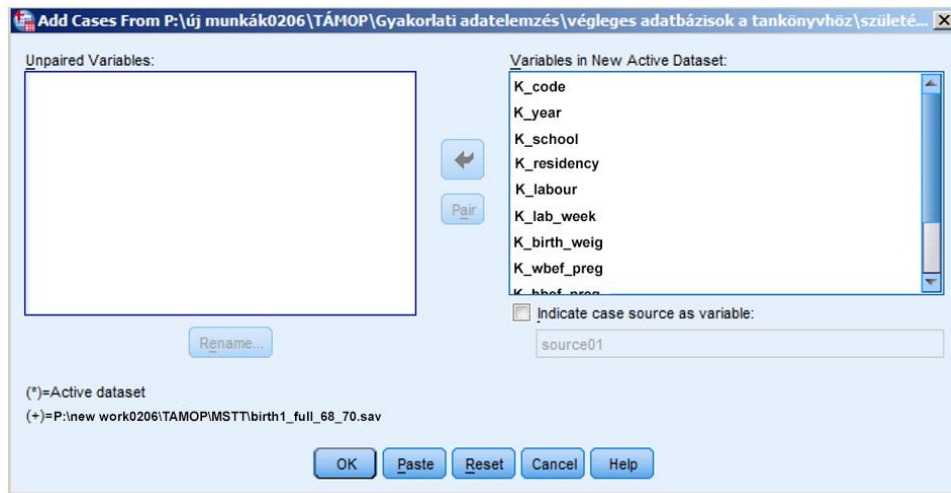 Add Cases From P:\új munkák0206\TÁMOP\Gyakorlati adatelemzés\végleges adatbázisok a tankönyvhöz\születé...
Unpaired Variables:
Variables in New Active Dataset:
K_code
K_year
K_school
K_residency
K_labour
K_lab_week
K_birth_weig
K_wbef_preg
K_hbef_preg
Pair
Indicate case source as variable:
Rename...
source01
(*)=Active dataset
(+)=P:\new work0206\TAMOP\MSTT\birth1_full_68_70.sav
OK Paste Reset Cancel Help